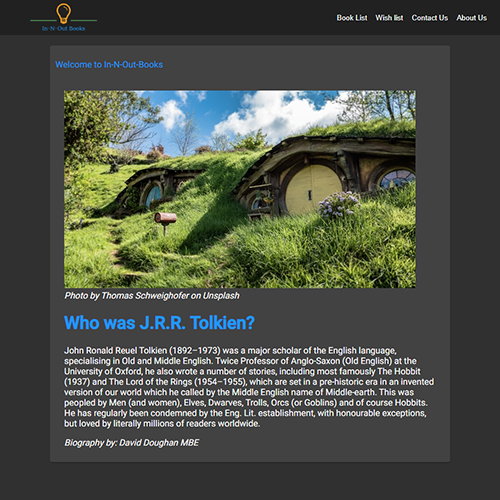 In-N-Out Books
Book List Wish list Contact Us About Us
Welcome to In-N-Out-Books
Photo by Thomas Schweighofer on Unsplash
Who was J.R.R. Tolkien?
John Ronald Reuel Tolkien (1892–1973) was a major scholar of the English language,
specialising in Old and Middle English. Twice Professor of Anglo-Saxon (Old English) at the
University of Oxford, he also wrote a number of stories, including most famously The Hobbit
(1937) and The Lord of the Rings (1954–1955), which are set in a pre-historic era in an invented
version of our world which he called by the Middle English name of Middle-earth. This was
peopled by Men (and women), Elves, Dwarves, Trolls, Orcs (or Goblins) and of course Hobbits.
He has regularly been condemned by the Eng. Lit. establishment, with honourable exceptions,
but loved by literally millions of readers worldwide.
Biography by: David Doughan MBE